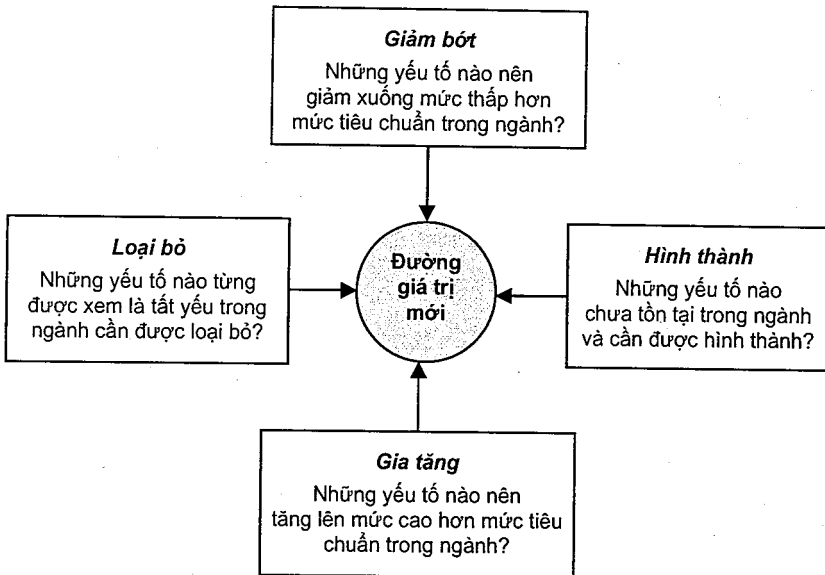 Giảm bớt
Những yếu tố nào nên
giảm xuống mức thấp hơn
mức tiêu chuẩn trong ngành?
Loại bỏ
Những yếu tố nào từng
được xem là tất yếu trong
ngành cần được loại bỏ?
Đường
giá trị
mới
Hình thành
Những yếu tố nào
chưa tồn tại trong ngành
và cần được hình thành?
Gia tăng
Những yếu tố nào nên
tăng lên mức cao hơn mức tiêu
chuẩn trong ngành?